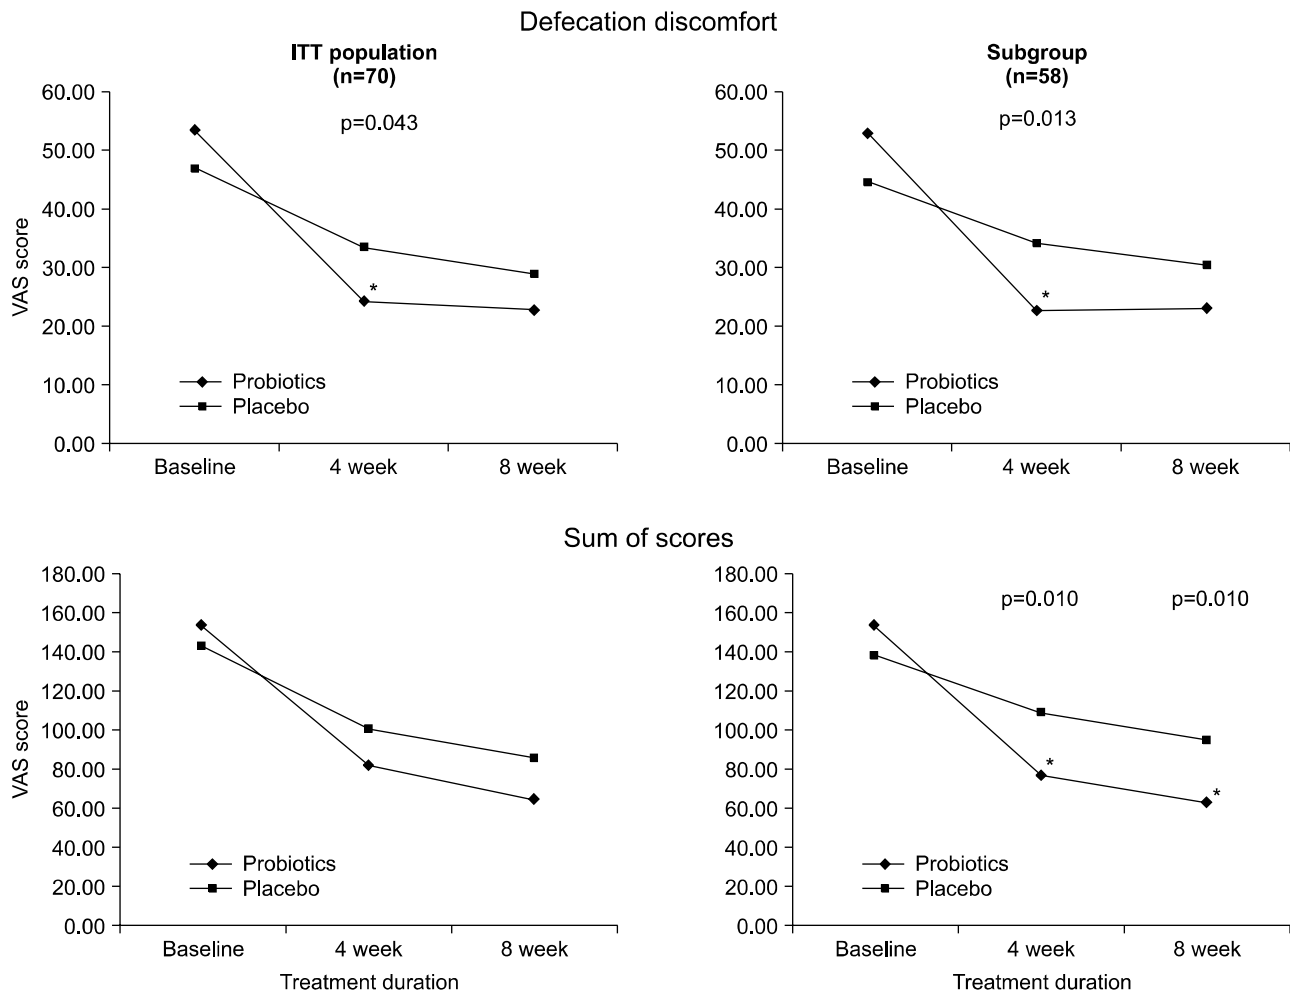 Defecation discomfort
ITT population
(n=70)
60.00
50.00
40.00
30.00
20.00
10.00
0.00
VAS score
p=0.043
*
Probiotics
Placebo
Baseline
4 week
8 week
Subgroup
(n=58)
60.00
50.00
40.00
30.00
20.00
10.00
0.00
p=0.013
*
Probiotics
Placebo
Baseline
4 week
8 week
Sum of scores
180.00
160.00
140.00
120.00
100.00
80.00
60.00
40.00
20.00
0.00
VAS score
Probiotics
Placebo
Baseline
4 week
8 week
Treatment duration
180.00
160.00
140.00
120.00
100.00
80.00
60.00
40.00
20.00
0.00
p=0.010
p=0.010
*
*
Probiotics
Placebo
Baseline
4 week
8 week
Treatment duration